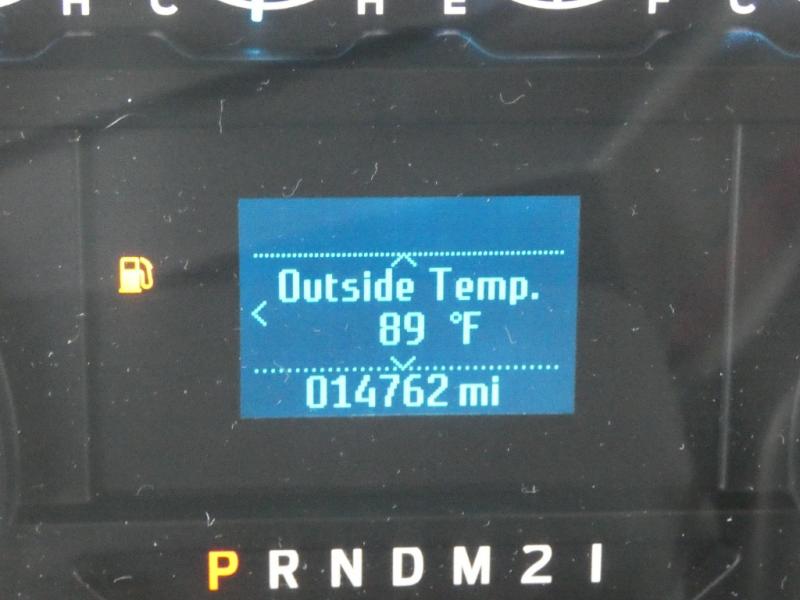 H C H E F C
Outside Temp.
89 °F
014762 mi
P R N D M 2 1